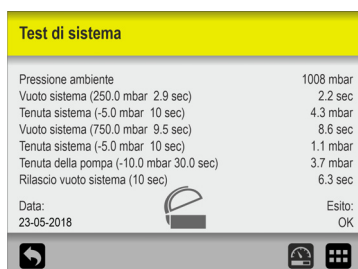 Test di sistema
Pressione ambiente 1008 mbar
Vuoto sistema (250.0 mbar 2.9 sec) 2.2 sec
Tenuta sistema (-5.0 mbar 10 sec) 4.3 mbar
Vuoto sistema (750.0 mbar 9.5 sec) 8.6 sec
Tenuta sistema (-5.0 mbar 10 sec) 1.1 mbar
Tenuta della pompa (-10.0 mbar 30.0 sec) 3.7 mbar
Rilascio vuoto sistema (10 sec) 6.3 sec
Data: Esito:
23-05-2018 OK